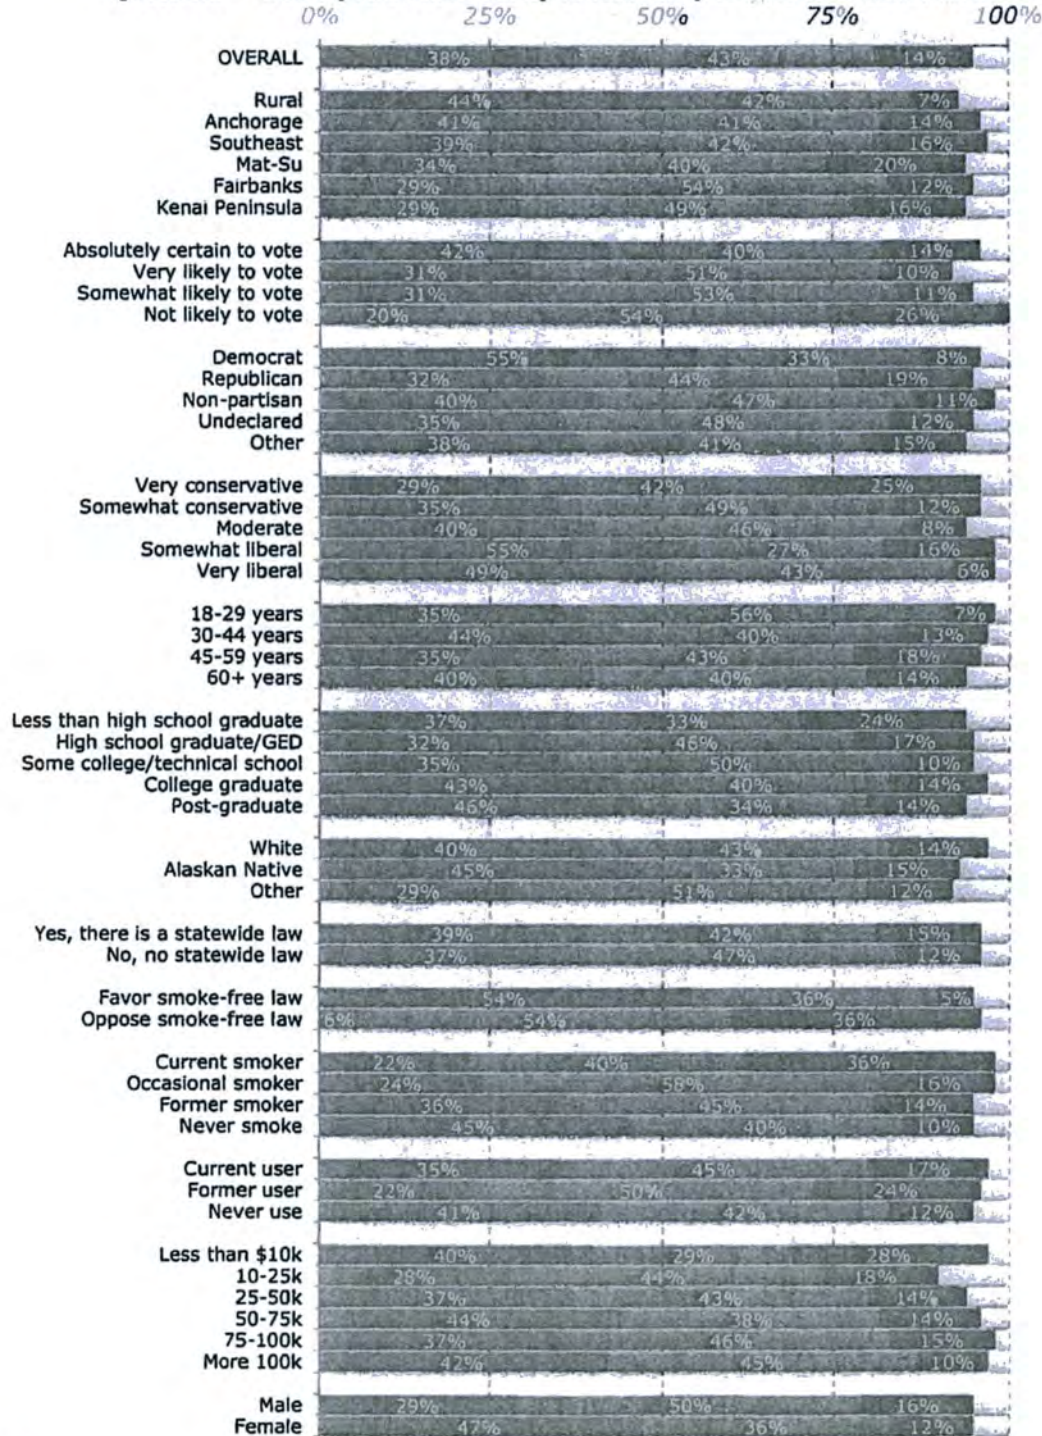 0% 25% 50% 75% 100%
OVERALL 38% 43% 14%
Rural 44% 42% 7%
Anchorage 41% 41% 14%
Southeast 39% 42% 16%
Mat-Su 34% 40% 20%
Fairbanks 29% 54% 12%
Kenai Peninsula 29% 49% 16%
Absolutely certain to vote 42% 40% 14%
Very likely to vote 31% 51% 10%
Somewhat likely to vote 31% 53% 11%
Not likely to vote 20% 54% 26%
Democrat 55% 33% 8%
Republican 32% 44% 19%
Non-partisan 40% 47% 11%
Undeclared 35% 48% 12%
Other 38% 41% 15%
Very conservative 29% 42% 25%
Somewhat conservative 35% 49% 12%
Moderate 40% 46% 8%
Somewhat liberal 55% 27% 16%
Very liberal 49% 43% 6%
18-29 years 35% 56% 7%
30-44 years 44% 40% 13%
45-59 years 35% 43% 18%
60+ years 40% 40% 14%
Less than high school graduate 37% 33% 24%
High school graduate/GED 32% 46% 17%
Some college/technical school 35% 50% 10%
College graduate 43% 40% 14%
Post-graduate 46% 34% 14%
White 40% 43% 14%
Alaskan Native 45% 33% 15%
Other 29% 51% 12%
Yes, there is a statewide law 39% 42% 15%
No, no statewide law 37% 47% 12%
Favor smoke-free law 54% 36% 5%
Oppose smoke-free law 6% 54% 36%
Current smoker 22% 40% 36%
Occasional smoker 24% 58% 16%
Former smoker 36% 45% 14%
Never smoke 45% 40% 10%
Current user 35% 45% 17%
Former user 22% 50% 24%
Never use 41% 42% 12%
Less than $10k 40% 29% 28%
10-25k 28% 44% 18%
25-50k 37% 43% 14%
50-75k 44% 38% 14%
75-100k 37% 46% 15%
More 100k 42% 45% 10%
Male 29% 50% 16%
Female 47% 36% 12%